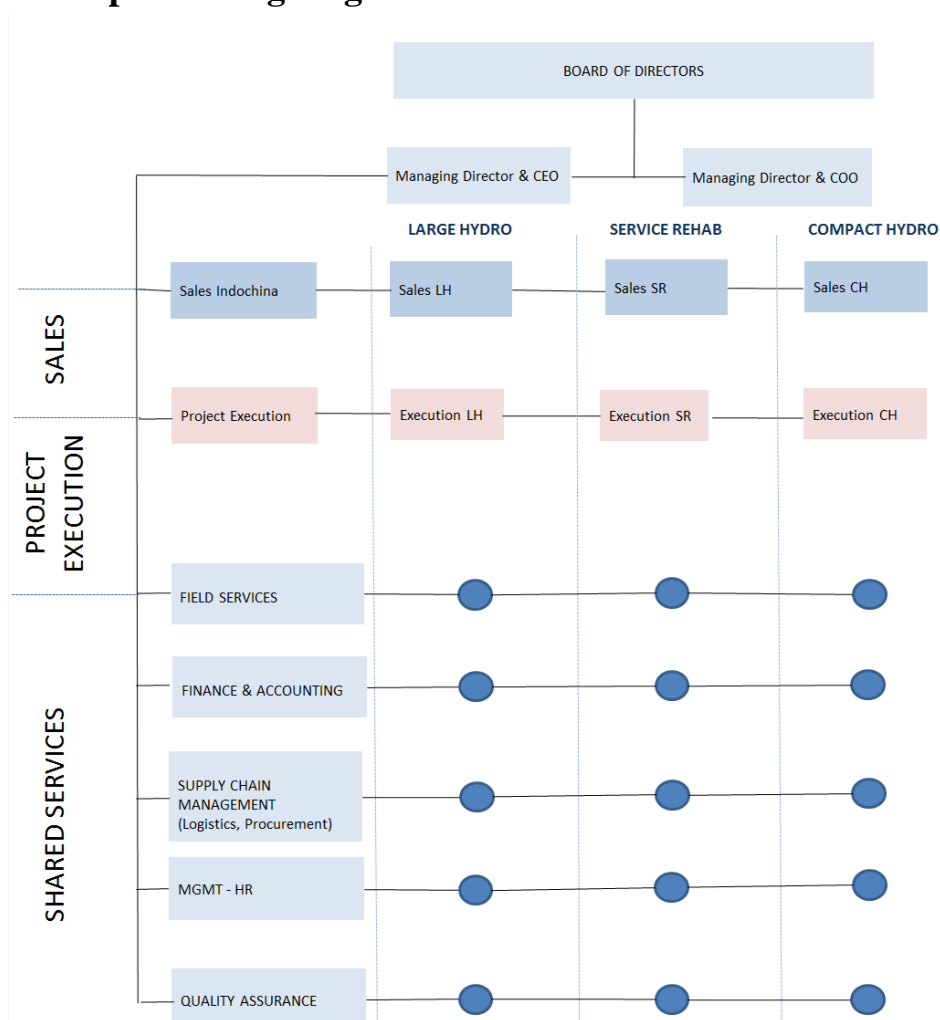 BOARD OF DIRECTORS
Managing Director & CEO
Managing Director & COO
LARGE HYDRO
SERVICE REHAB
COMPACT HYDRO
SALES
Sales Indochina
Sales LH
Sales SR
Sales CH
PROJECT
EXECUTION
Project Execution
Execution LH
Execution SR
Execution CH
SHARED SERVICES
FIELD SERVICES
FINANCE & ACCOUNTING
SUPPLY CHAIN
MANAGEMENT
(Logistics, Procurement)
MGMT - HR
QUALITY ASSURANCE